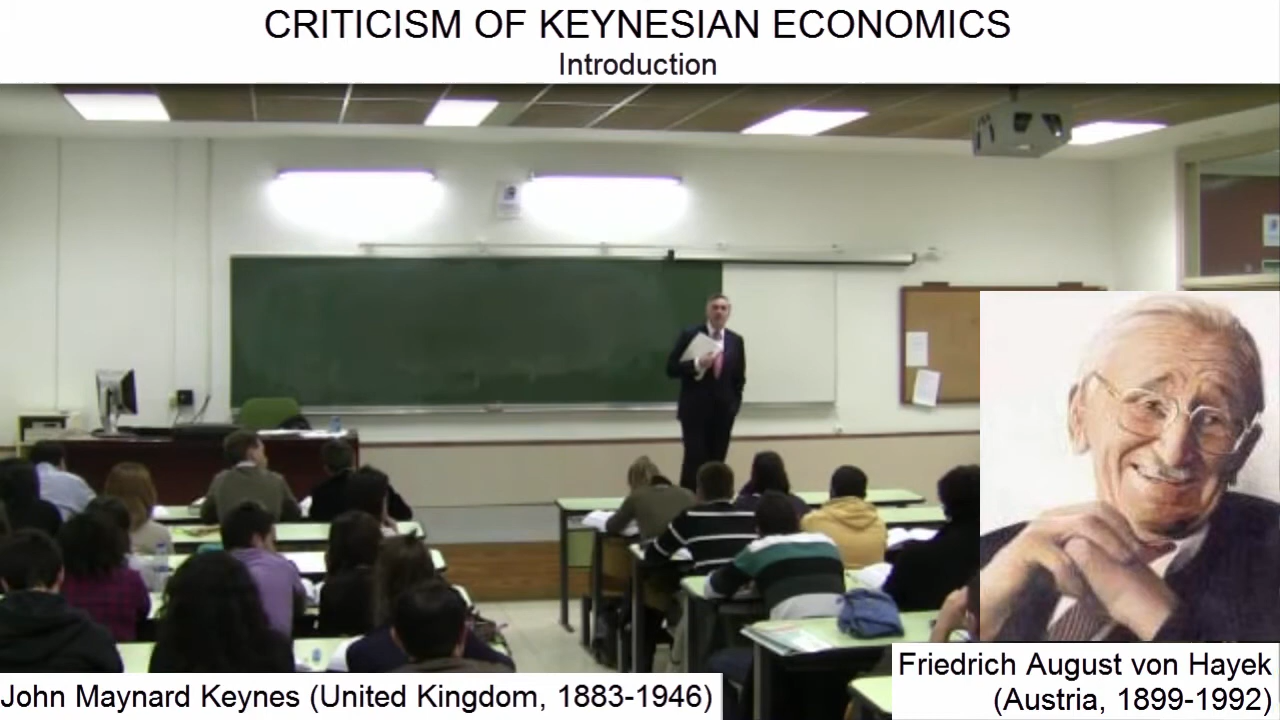 CRITICISM OF KEYNESIAN ECONOMICS
Introduction
John Maynard Keynes (United Kingdom, 1883-1946)
Friedrich August von Hayek
(Austria, 1899-1992)